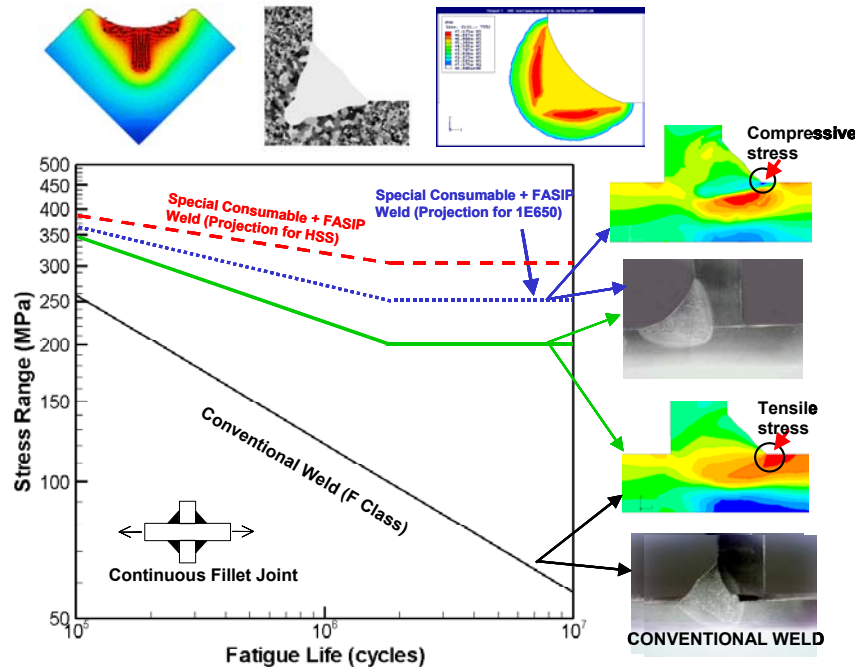 Compressive
stress
500
450
400
350
300
250
200
150
100
50
Stress Range (MPa)
Special Consumable + FASIP
Weld (Projection for HSS)
Special Consumable + FASIP
Weld (Projection for 1E650)
Conventional Weld (F Class)
Continuous Fillet Joint
10⁵
10⁶
10⁷
Fatigue Life (cycles)
Tensile
stress
CONVENTIONAL WELD